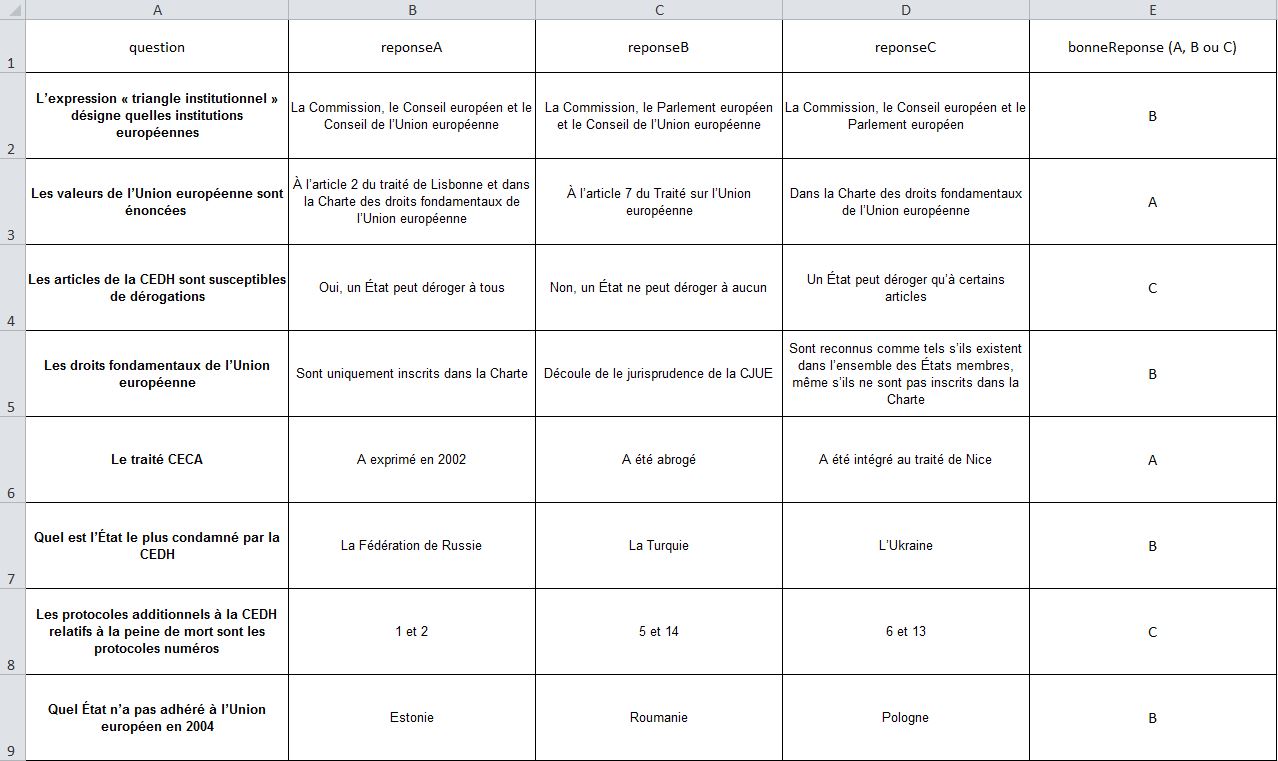 A B C D E
1 question reponseA reponseB reponseC bonneReponse (A, B ou C)
L’expression « triangle institutionnel »
désigne quelles institutions
européennes
La Commission, le Conseil européen et le
Conseil de l’Union européenne
La Commission, le Parlement européen
et le Conseil de l’Union européenne
La Commission, le Conseil européen et le
Parlement européen
B
2
Les valeurs de l’Union européenne sont
énoncées
À l’article 2 du traité de Lisbonne et dans
la Charte des droits fondamentaux de
l’Union européenne
À l’article 7 du Traité sur l’Union
européenne
Dans la Charte des droits fondamentaux
de l’Union européenne
A
3
Les articles de la CEDH sont susceptibles
de dérogations
Oui, un État peut déroger à tous
Non, un État ne peut déroger à aucun
Un État peut déroger qu’à certains
articles
C
4
Les droits fondamentaux de l’Union
européenne
Sont uniquement inscrits dans la Charte
Découle de le jurisprudence de la CJUE
Sont reconnus comme tels s’ils existent
dans l’ensemble des États membres,
même s’ils ne sont pas inscrits dans la
Charte
B
5
Le traité CECA
A exprimé en 2002
A été abrogé
A été intégré au traité de Nice
A
6
Quel est l’État le plus condamné par la
CEDH
La Fédération de Russie
La Turquie
L’Ukraine
B
7
Les protocoles additionnels à la CEDH
relatifs à la peine de mort sont les
protocoles numéros
1 et 2
5 et 14
6 et 13
C
8
Quel État n’a pas adhéré à l’Union
européen en 2004
Estonie
Roumanie
Pologne
B
9